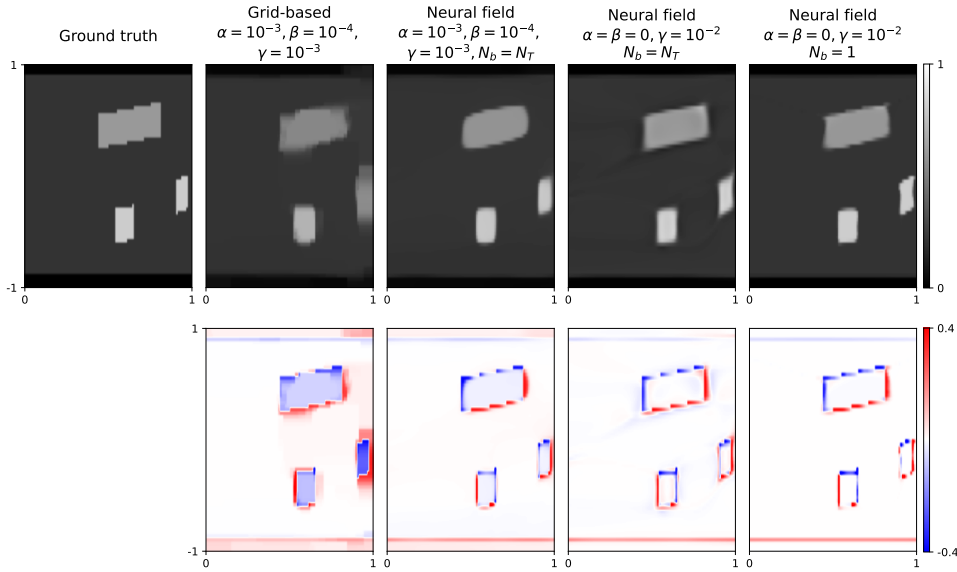 Ground truth
Grid-based
α = 10⁻³, β = 10⁻⁴,
γ = 10⁻³
Neural field
α = 10⁻³, β = 10⁻⁴,
γ = 10⁻³, N_b = N_T
Neural field
α = β = 0, γ = 10⁻²
N_b = N_T
Neural field
α = β = 0, γ = 10⁻²
N_b = 1
1
-1
0
1
0
1
0
1
0
1
0
1
1
0
1
-1
0
1
0
1
0
1
0
1
0.4
-0.4